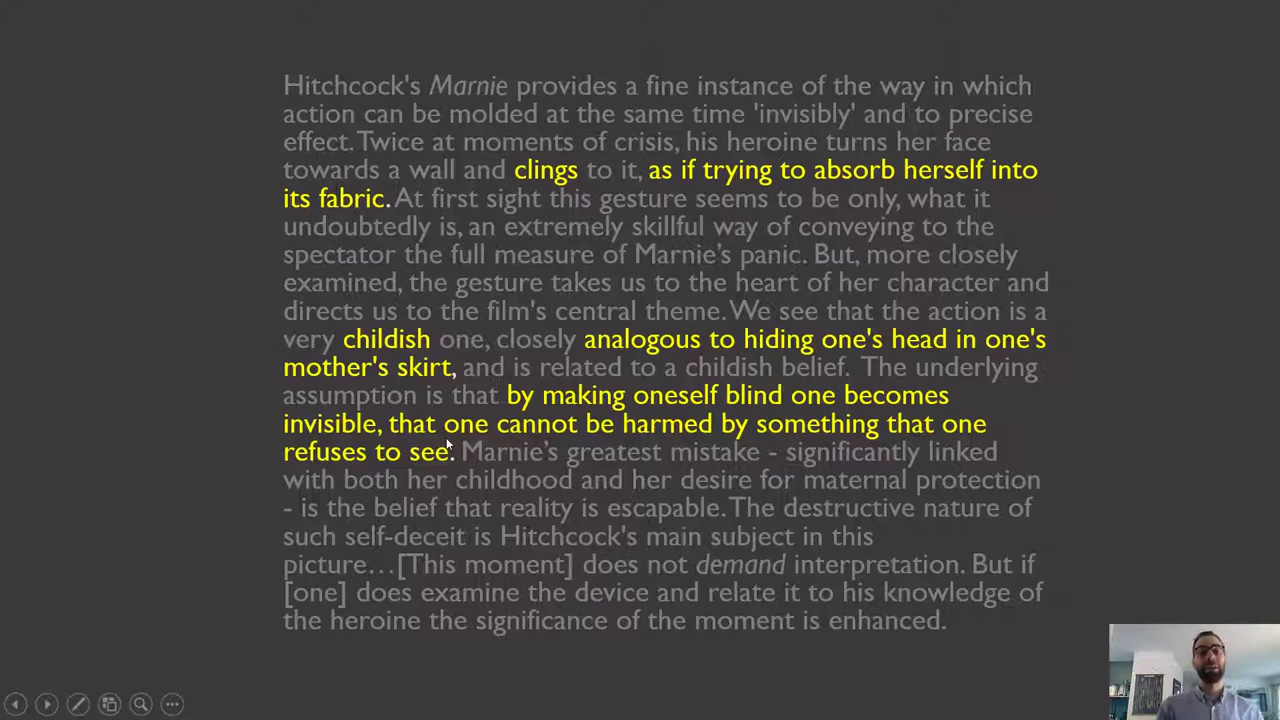 Hitchcock's Marnie provides a fine instance of the way in which
action can be molded at the same time 'invisibly' and to precise
effect. Twice at moments of crisis, his heroine turns her face
towards a wall and clings to it, as if trying to absorb herself into
its fabric. At first sight this gesture seems to be only, what it
undoubtedly is, an extremely skillful way of conveying to the
spectator the full measure of Marnie’s panic. But, more closely
examined, the gesture takes us to the heart of her character and
directs us to the film's central theme. We see that the action is a
very childish one, closely analogous to hiding one's head in one's
mother's skirt, and is related to a childish belief. The underlying
assumption is that by making oneself blind one becomes
invisible, that one cannot be harmed by something that one
refuses to see. Marnie’s greatest mistake - significantly linked
with both her childhood and her desire for maternal protection
- is the belief that reality is escapable. The destructive nature of
such self-deceit is Hitchcock's main subject in this
picture…[This moment] does not demand interpretation. But if
[one] does examine the device and relate it to his knowledge of
the heroine the significance of the moment is enhanced.